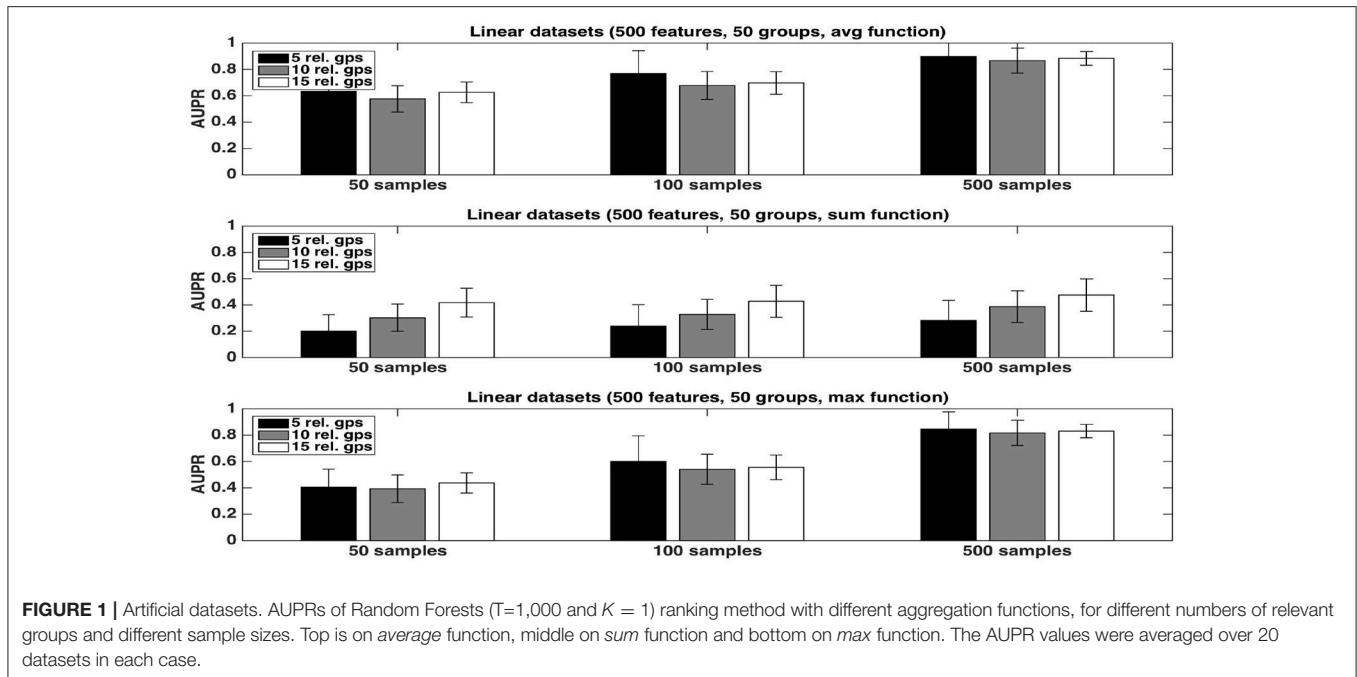 Linear datasets (500 features, 50 groups, avg function)
1
0.8
0.6
0.4
0.2
0
AUPR
5 rel. gps
10 rel. gps
15 rel. gps
50 samples
100 samples
500 samples
Linear datasets (500 features, 50 groups, sum function)
1
0.8
0.6
0.4
0.2
0
AUPR
5 rel. gps
10 rel. gps
15 rel. gps
50 samples
100 samples
500 samples
Linear datasets (500 features, 50 groups, max function)
1
0.8
0.6
0.4
0.2
0
AUPR
5 rel. gps
10 rel. gps
15 rel. gps
50 samples
100 samples
500 samples
FIGURE 1 | Artificial datasets. AUPRs of Random Forests (T=1,000 and K = 1) ranking method with different aggregation functions, for different numbers of relevant
groups and different sample sizes. Top is on average function, middle on sum function and bottom on max function. The AUPR values were averaged over 20
datasets in each case.